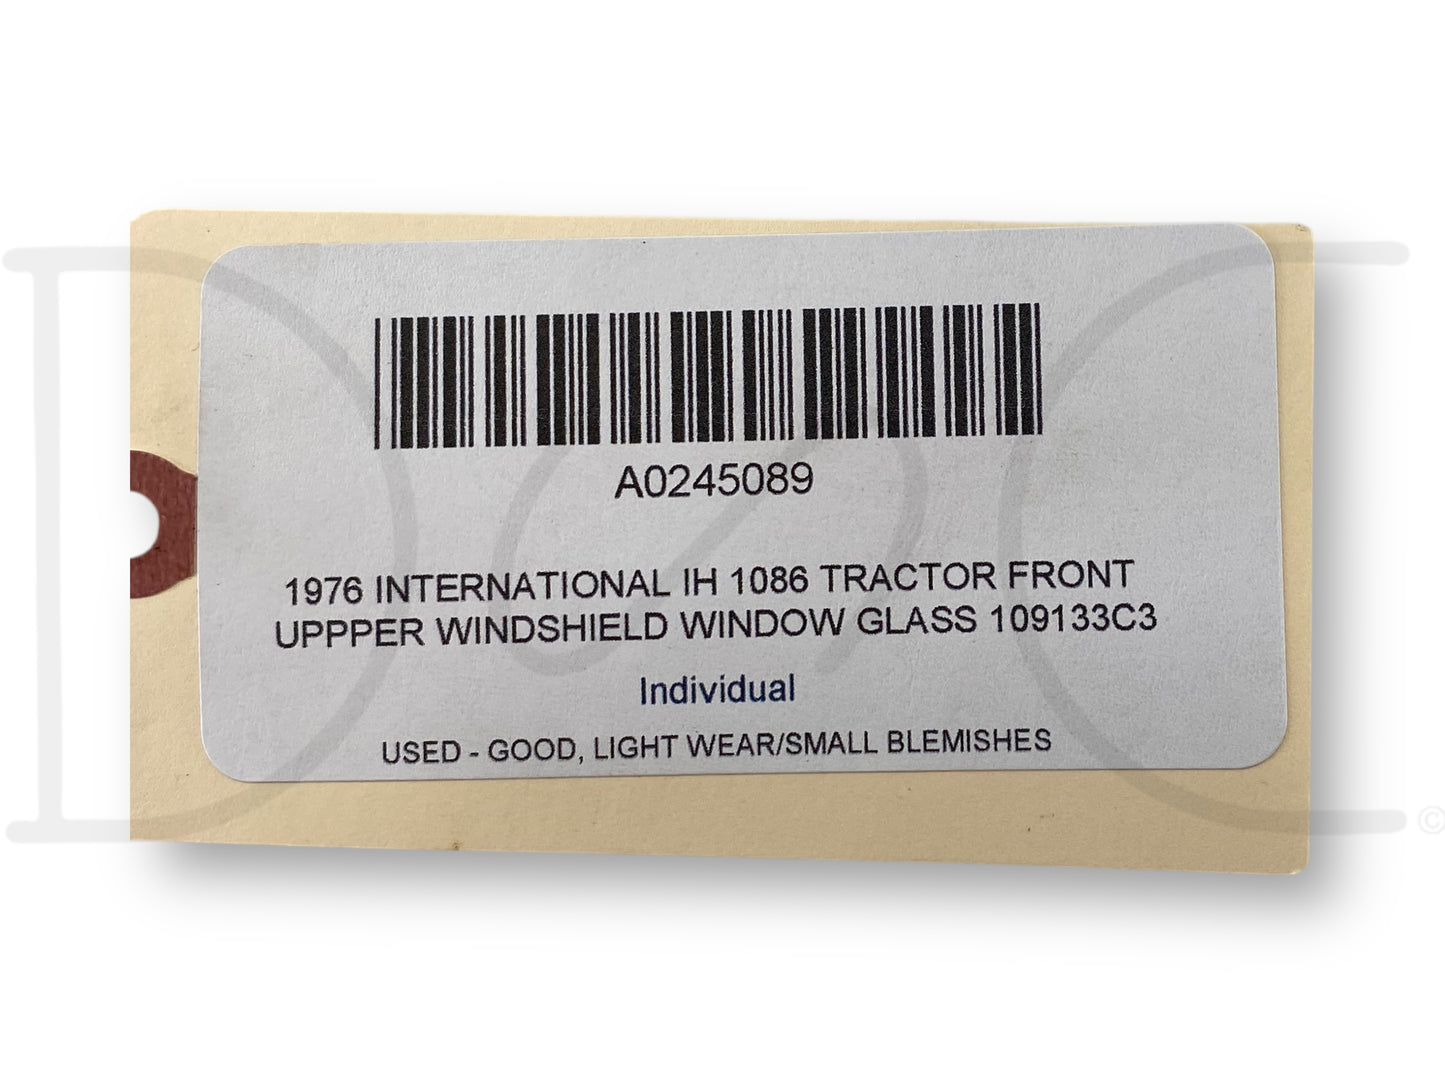 A0245089
1976 INTERNATIONAL IH 1086 TRACTOR FRONT
UPPPER WINDSHIELD WINDOW GLASS 109133C3
Individual
USED - GOOD, LIGHT WEAR/SMALL BLEMISHES
©